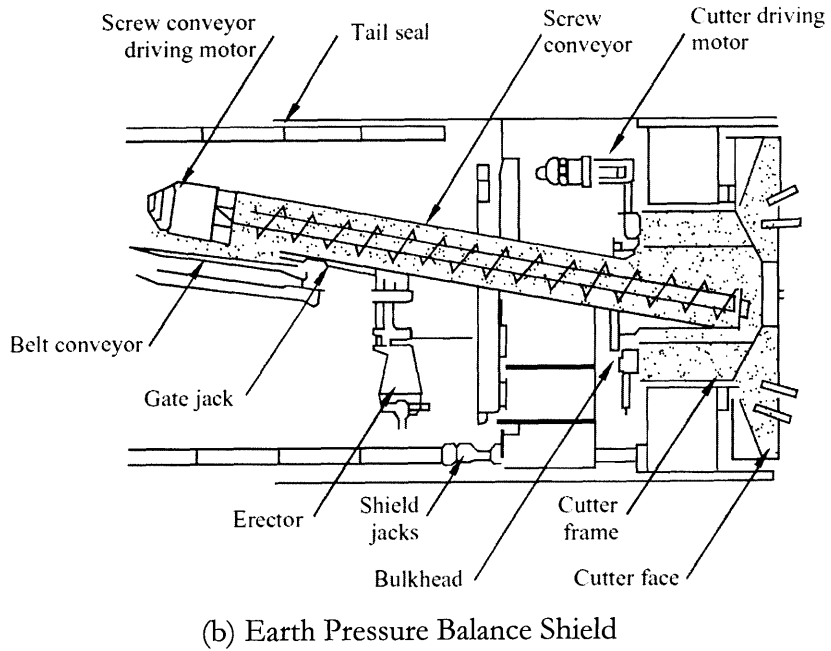 Screw conveyor
driving motor
Tail seal
Screw
conveyor
Cutter driving
motor
Belt conveyor
Gate jack
Erector
Shield
jacks
Bulkhead
Cutter
frame
Cutter face
(b) Earth Pressure Balance Shield